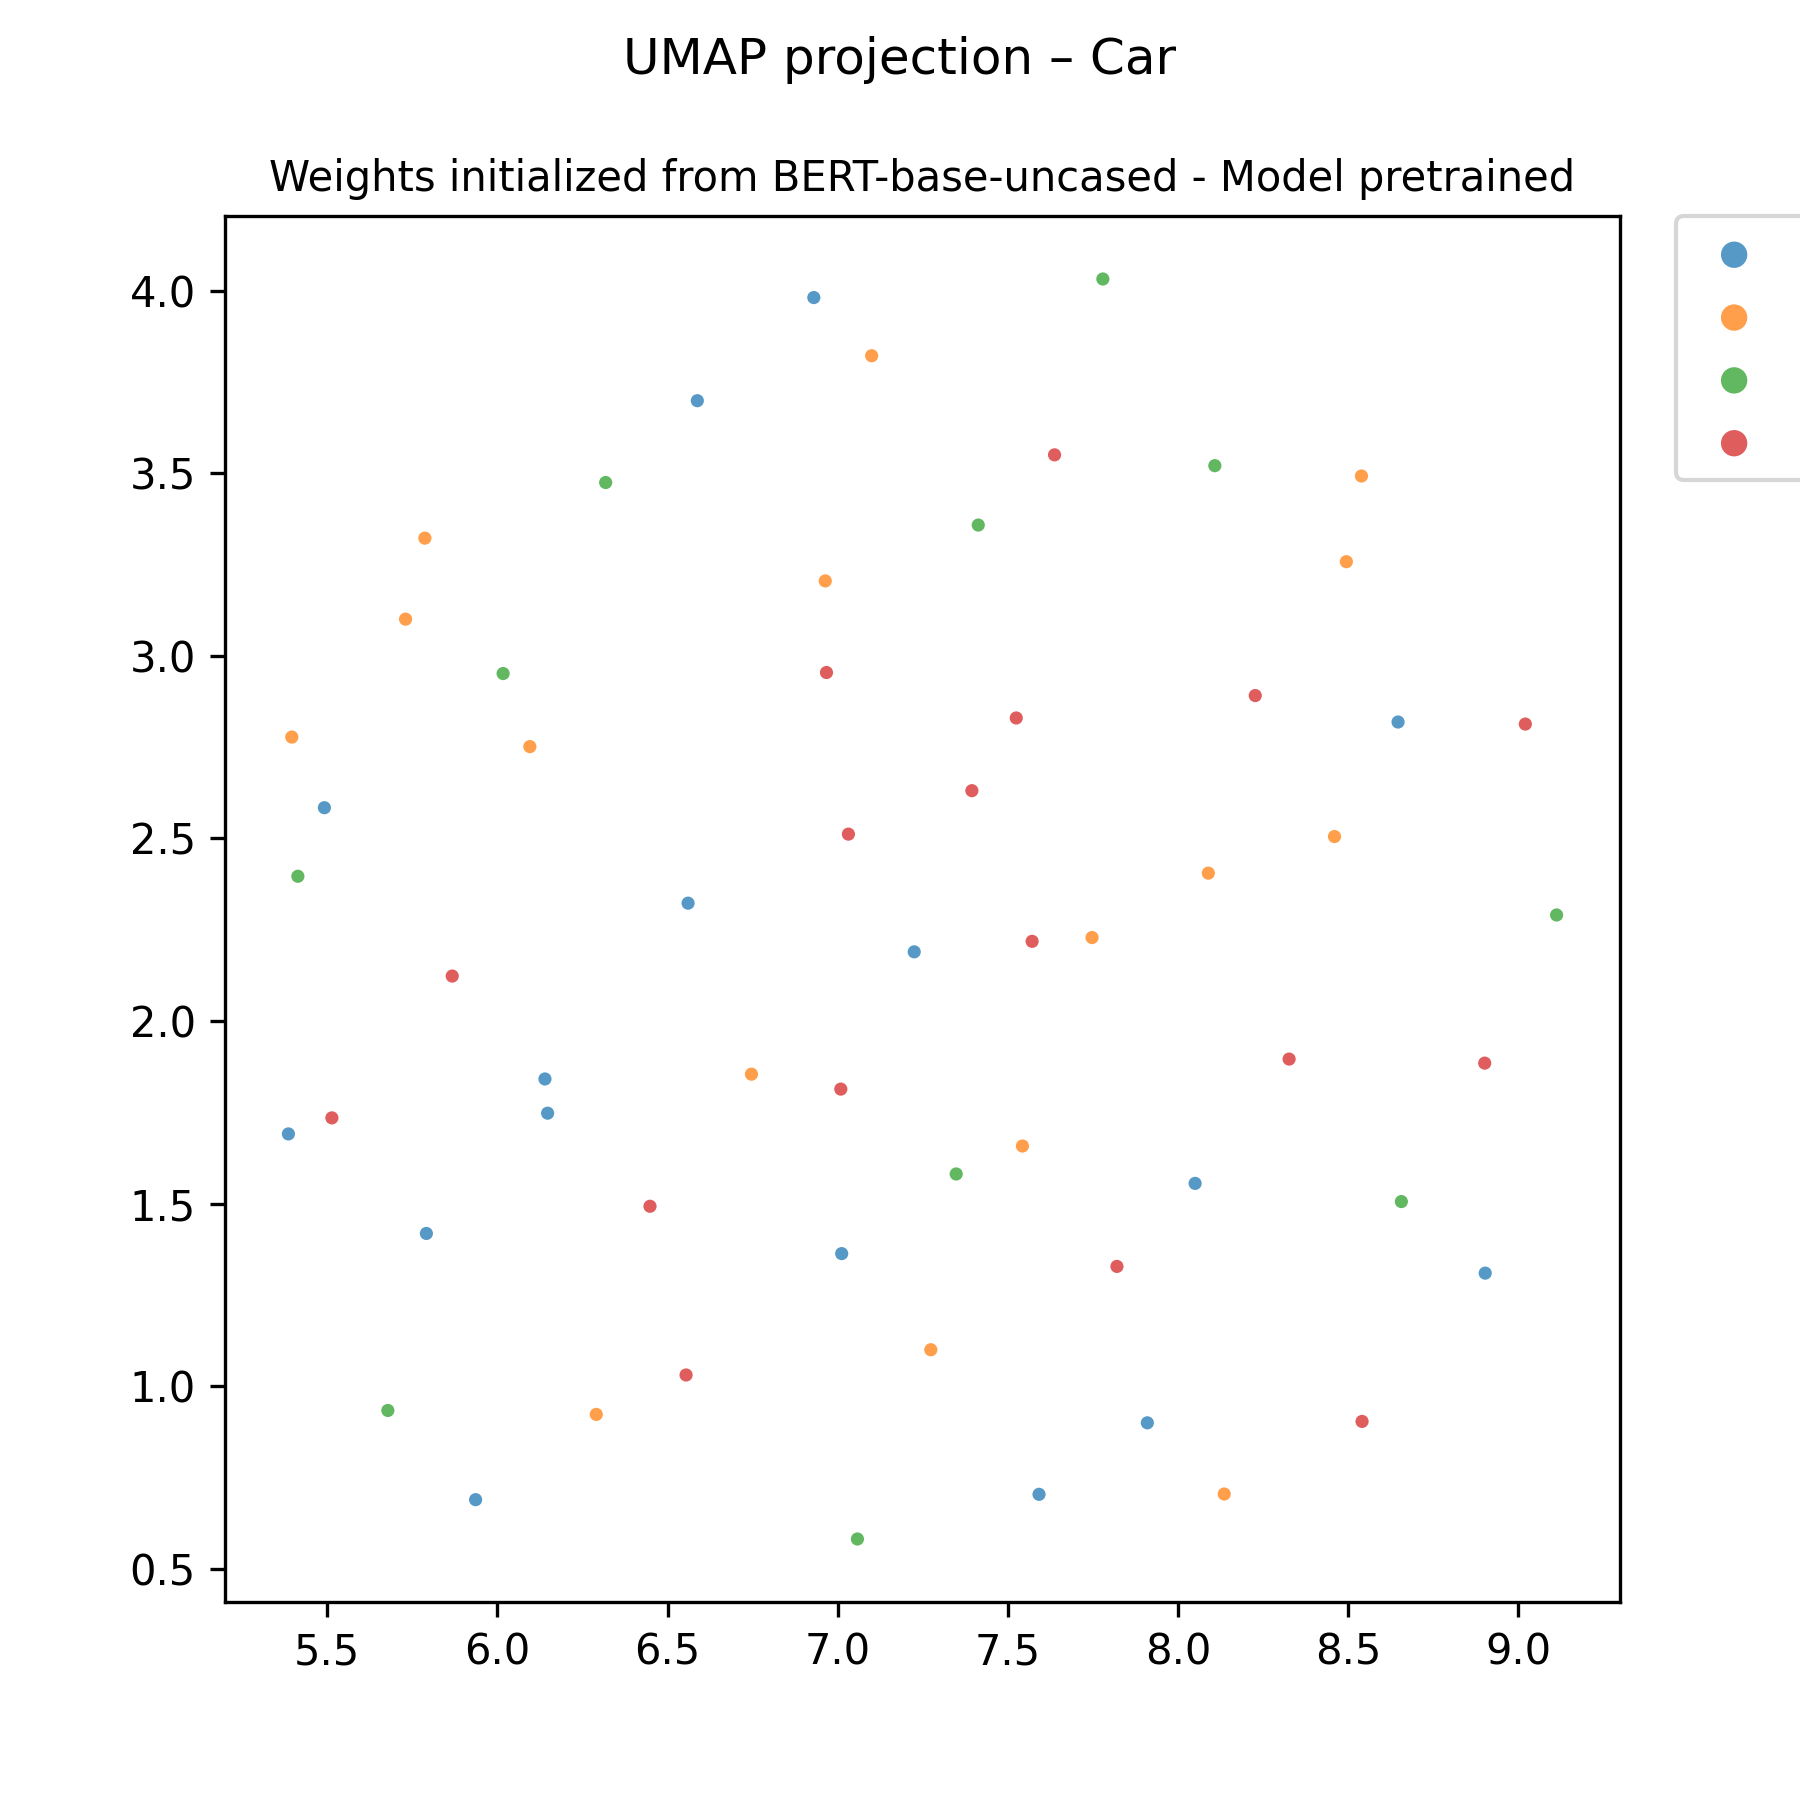 UMAP projection – Car
Weights initialized from BERT-base-uncased - Model pretrained
4.0
3.5
3.0
2.5
2.0
1.5
1.0
0.5
5.5 6.0 6.5 7.0 7.5 8.0 8.5 9.0